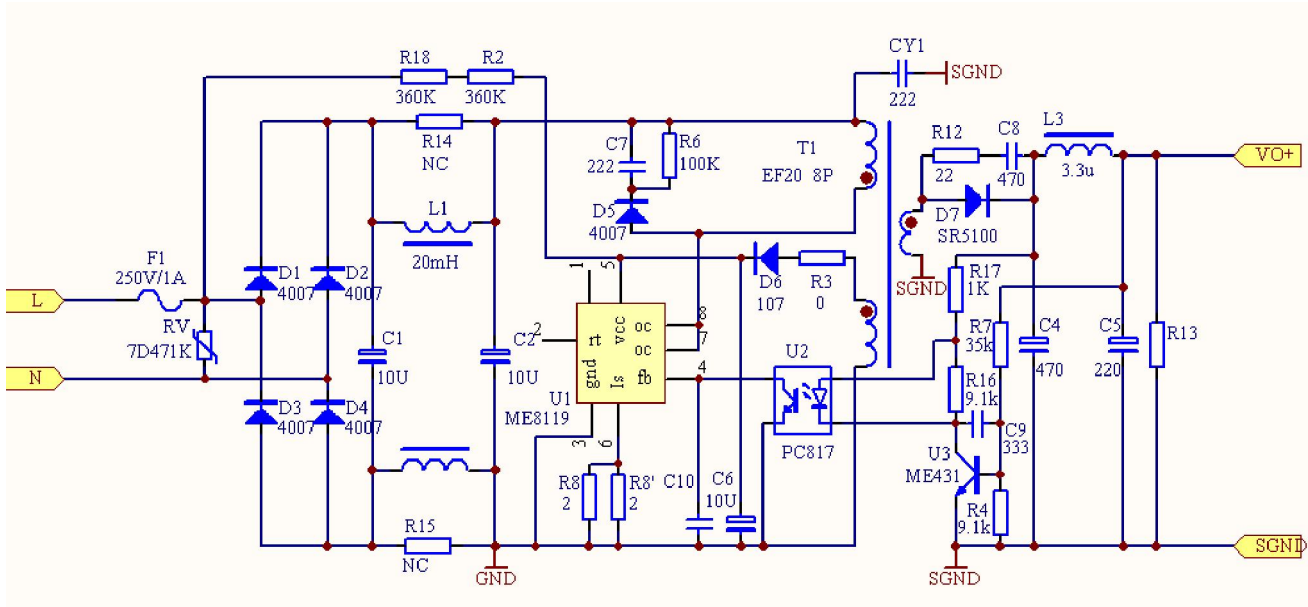 CY1
SGND
222
R18
R2
360K
360K
R14
NC
C7
222
R6
100K
T1
EF20 8P
R12
22
C8
470
L3
3.3u
VO+
D5
4007
D7
SR5100
L1
20mH
F1
250V/1A
D1
4007
D2
4007
D6
107
R3
0
SGND
R17
1K
L
RV
7D471K
N
C1
10U
C2
10U
1
5
2
rt
vcc
oc
8
oc
7
gnd
Is
fb
4
U1
ME8119
3
6
U2
PC817
R7
35k
C4
470
C5
220
R13
R16
9.1k
C9
333
U3
ME431
D3
4007
D4
4007
R8
2
R8'
2
C10
C6
10U
R4
9.1k
R15
NC
GND
SGND
SGND